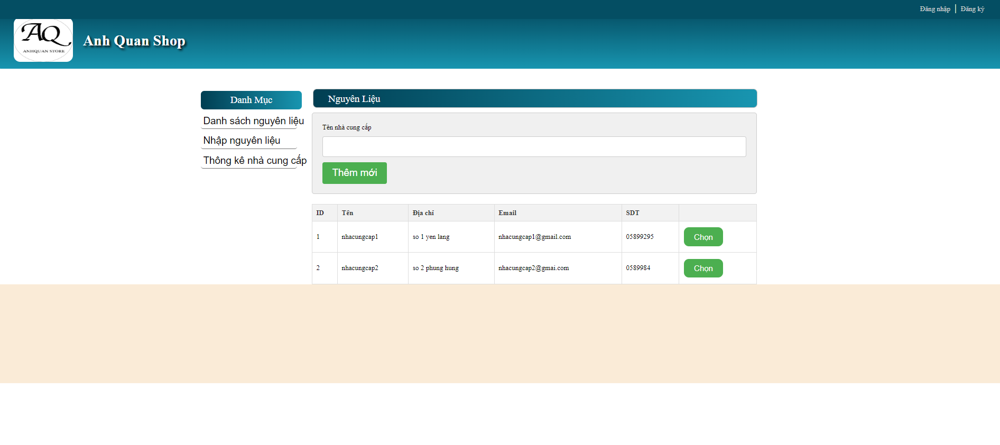 Đăng nhập Đăng ký
AQ
ANHQUAN STORE
Anh Quan Shop
Danh Mục
Danh sách nguyên liệu
Nhập nguyên liệu
Thông kê nhà cung cấp
Nguyên Liệu
Tên nhà cung cấp
Thêm mới
ID Tên Địa chỉ Email SDT
1 nhacungcap1 so 1 yen lang nhacungcap1@gmail.com 05899295 Chọn
2 nhacungcap2 so 2 phung hung nhacungcap2@gmai.com 0589984 Chọn